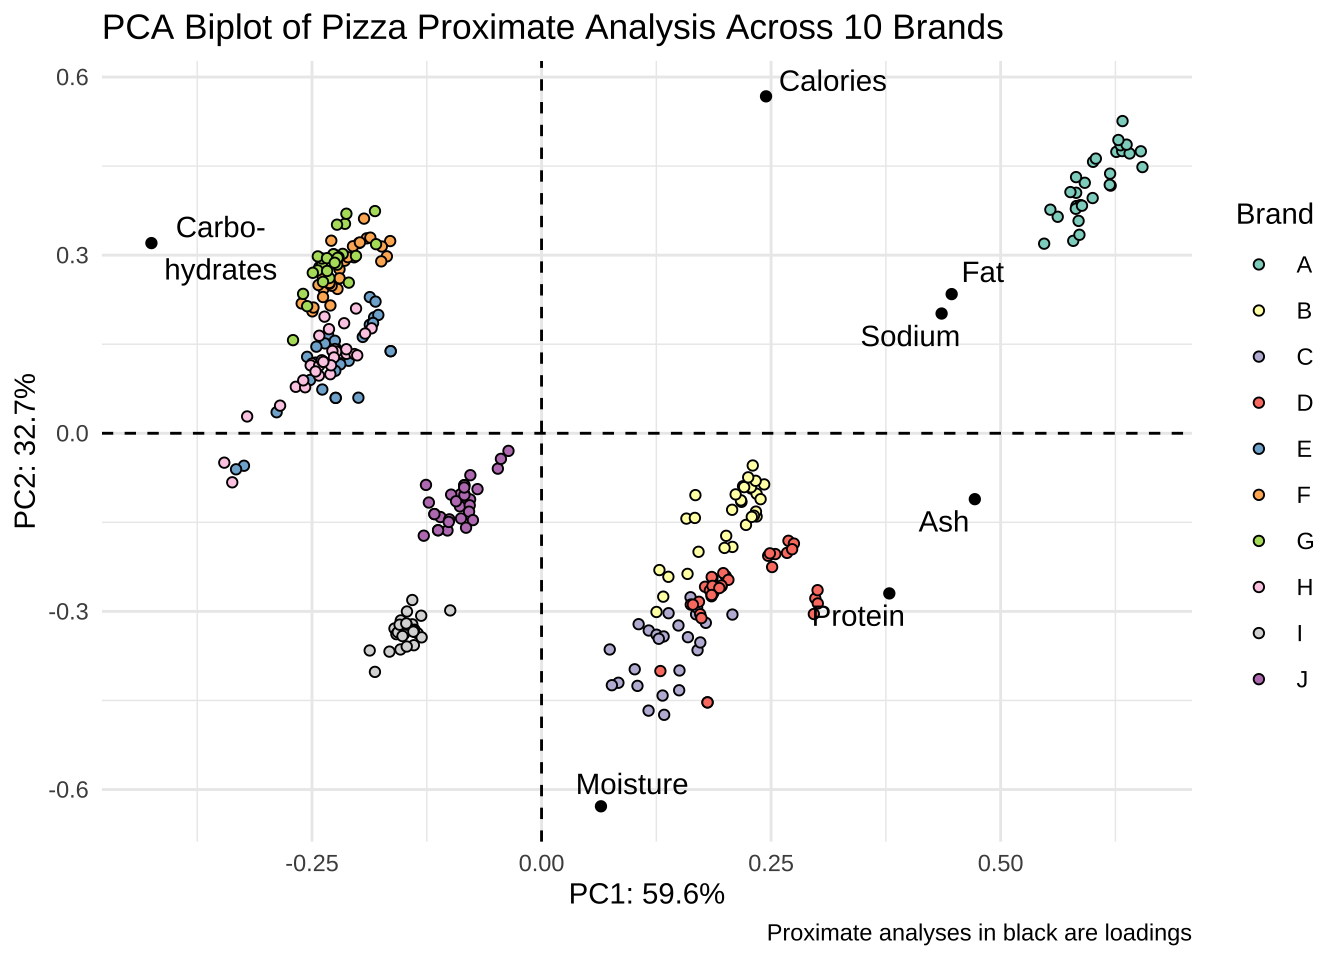 PCA Biplot of Pizza Proximate Analysis Across 10 Brands
0.6
0.3
0.0
-0.3
-0.6
PC2: 32.7%
Calories
Carbo-
hydrates
Fat
Sodium
Ash
Protein
Moisture
-0.25
0.00
0.25
0.50
PC1: 59.6%
Brand
A
B
C
D
E
F
G
H
I
J
Proximate analyses in black are loadings